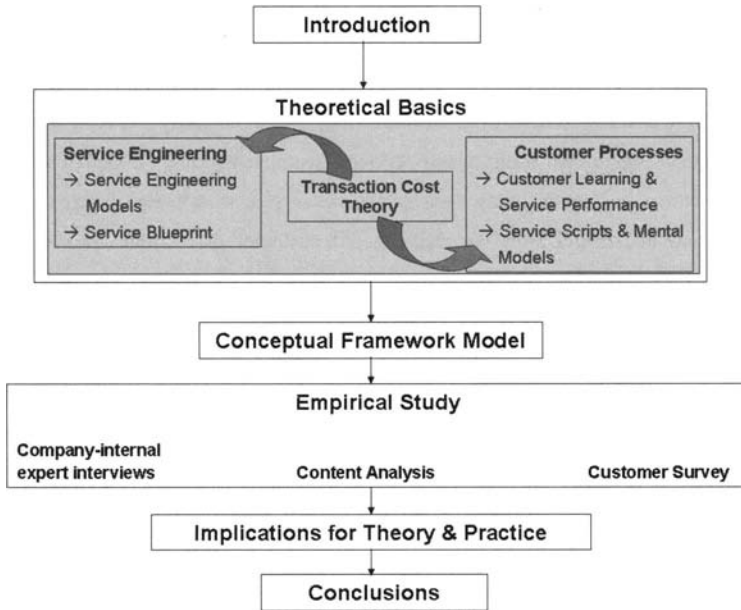 Introduction
Theoretical Basics
Service Engineering
→ Service Engineering
Models
→ Service Blueprint
Transaction Cost
Theory
Customer Processes
→ Customer Learning &
Service Performance
→ Service Scripts & Mental
Models
Conceptual Framework Model
Empirical Study
Company-internal
expert interviews
Content Analysis
Customer Survey
Implications for Theory & Practice
Conclusions